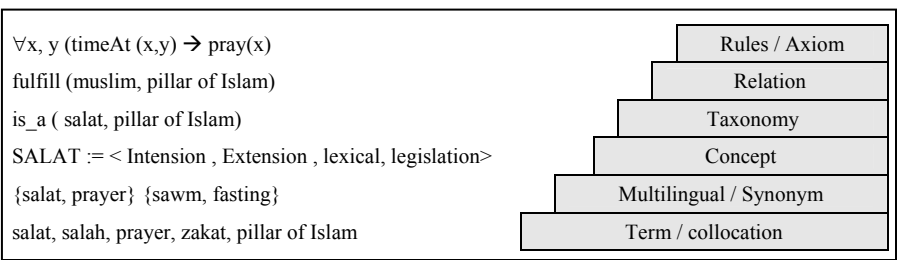 ∀x, y (timeAt (x,y) → pray(x) Rules / Axiom
fulfill (muslim, pillar of Islam) Relation
is_a ( salat, pillar of Islam) Taxonomy
SALAT := < Intension , Extension , lexical, legislation> Concept
{salat, prayer} {sawm, fasting} Multilingual / Synonym
salat, salah, prayer, zakat, pillar of Islam Term / collocation